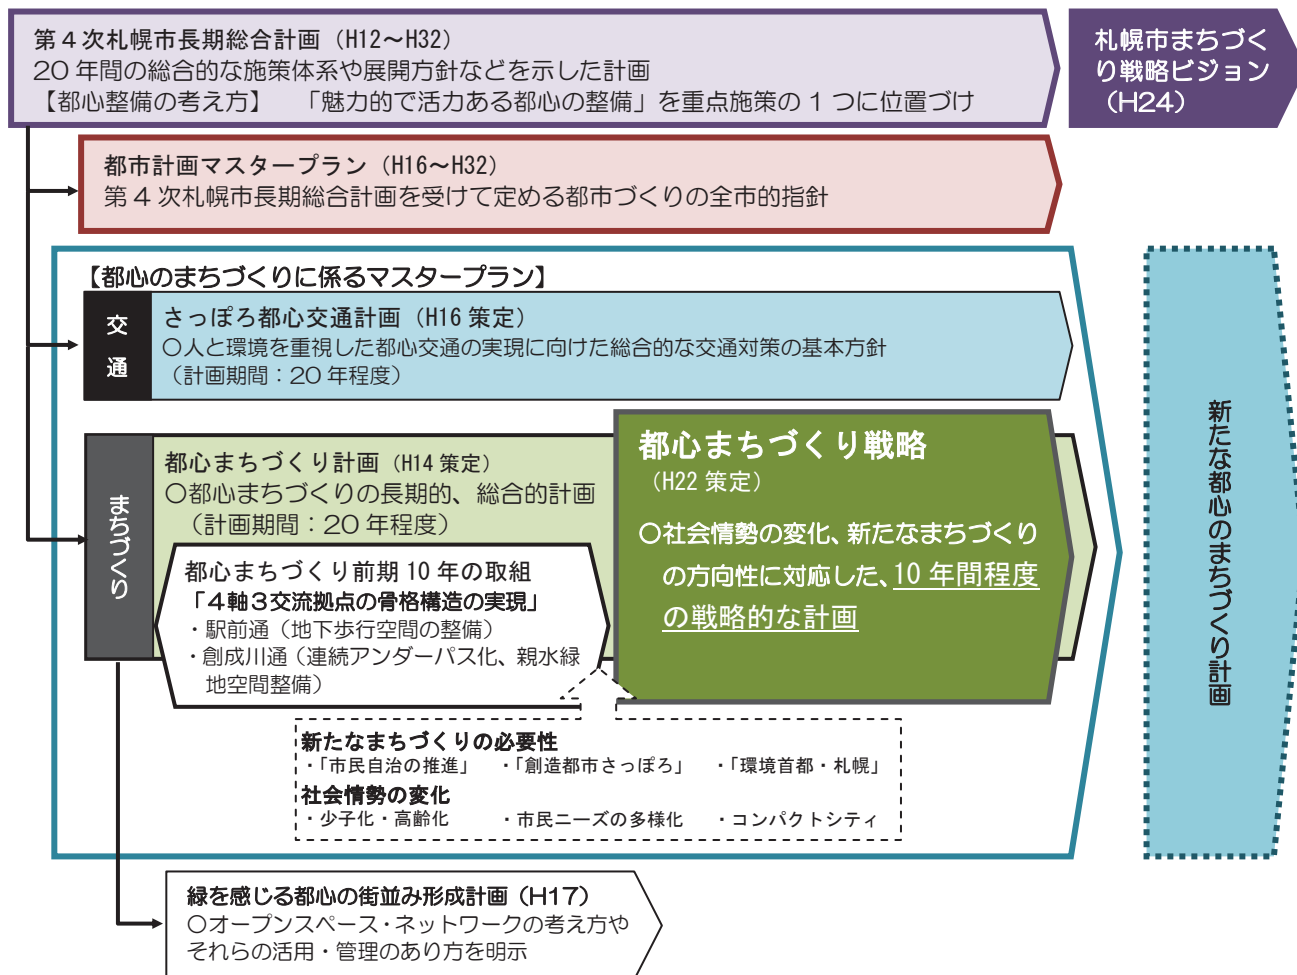 第4次札幌市長期総合計画（H12～H32）
20年間の総合的な施策体系や展開方針などを示した計画
【都心整備の考え方】　「魅力的で活力ある都心の整備」を重点施策の1つに位置づけ
札幌市まちづく
り戦略ビジョン
（H24）
都市計画マスタープラン（H16～H32）
第4次札幌市長期総合計画を受けて定める都市づくりの全市的指針
【都心のまちづくりに係るマスタープラン】
交
通
さっぽろ都心交通計画（H16 策定）
○人と環境を重視した都心交通の実現に向けた総合的な交通対策の基本方針
（計画期間：20年程度）
まちづくり
都心まちづくり計画（H14 策定）
○都心まちづくりの長期的、総合的計画
（計画期間：20年程度）
都心まちづくり前期10年の取組
「4軸3交流拠点の骨格構造の実現」
・駅前通（地下歩行空間の整備）
・創成川通（連続アンダーパス化、親水緑
地空間整備）
都心まちづくり戦略
（H22 策定）
○社会情勢の変化、新たなまちづくり
の方向性に対応した、10年間程度
の戦略的な計画
新たなまちづくりの必要性
・「市民自治の推進」　・「創造都市さっぽろ」　・「環境首都・札幌」
社会情勢の変化
・少子化・高齢化　・市民ニーズの多様化　・コンパクトシティ
新たな都心のまちづくり計画
緑を感じる都心の街並み形成計画（H17）
○オープンスペース・ネットワークの考え方や
それらの活用・管理のあり方を明示